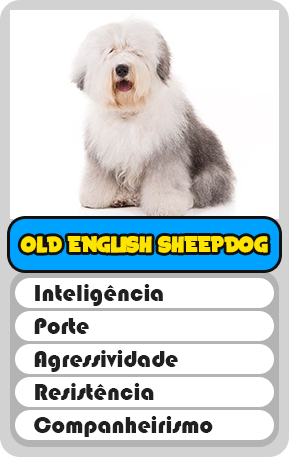 OLD ENGLISH SHEEPDOG
Inteligência
Porte
Agressividade
Resistência
Companheirismo